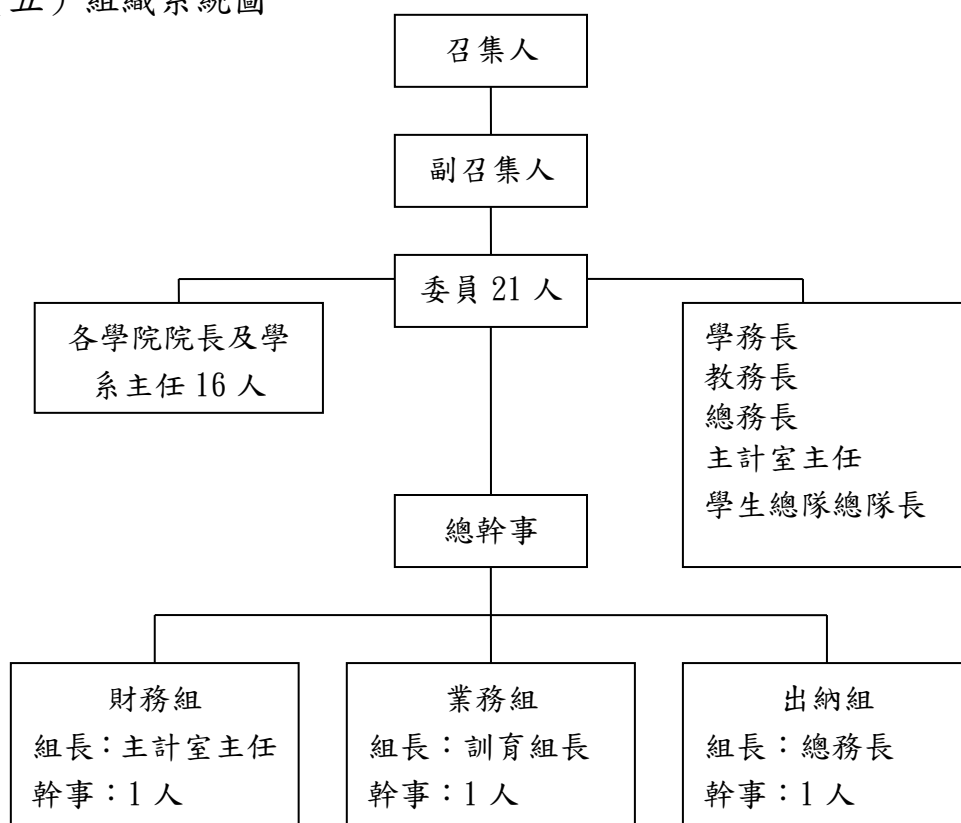 五）組織系統圖
召集人
副召集人
委員 21 人
各學院院長及學
系主任 16 人
學務長
教務長
總務長
主計室主任
學生總隊總隊長
總幹事
財務組
組長：主計室主任
幹事：1 人
業務組
組長：訓育組長
幹事：1 人
出納組
組長：總務長
幹事：1 人